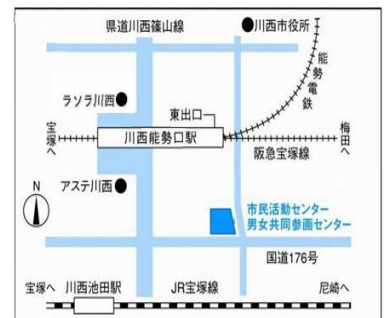 県道川西篠山線
川西市役所
能勢電鉄
ラソラ川西
東出口
宝塚へ
川西能勢口駅
阪急宝塚線
梅田へ
アステ川西
N
市民活動センター
男女共同参画センター
国道176号
宝塚へ
川西池田駅
JR宝塚線
尼崎へ